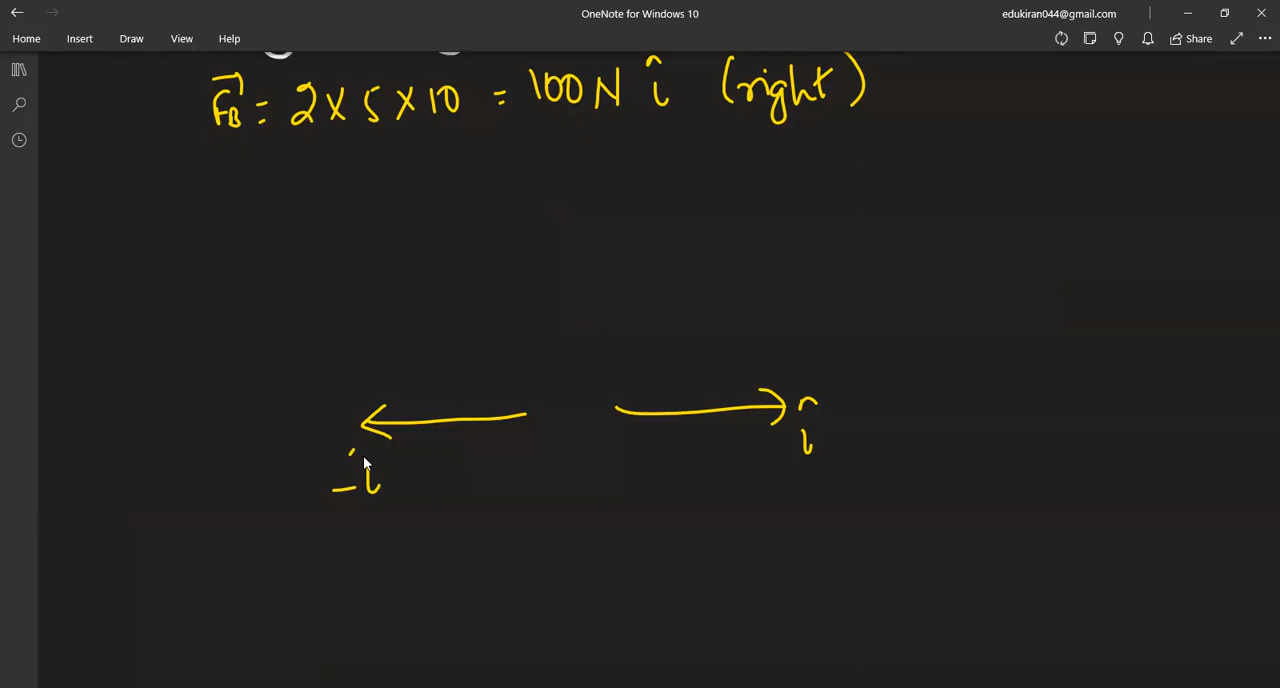 OneNote for Windows 10
edukiran044@gmail.com
Home Insert Draw View Help
Share
F⃗B = 2 × 5 × 10 = 100 N î (right)
î
-î